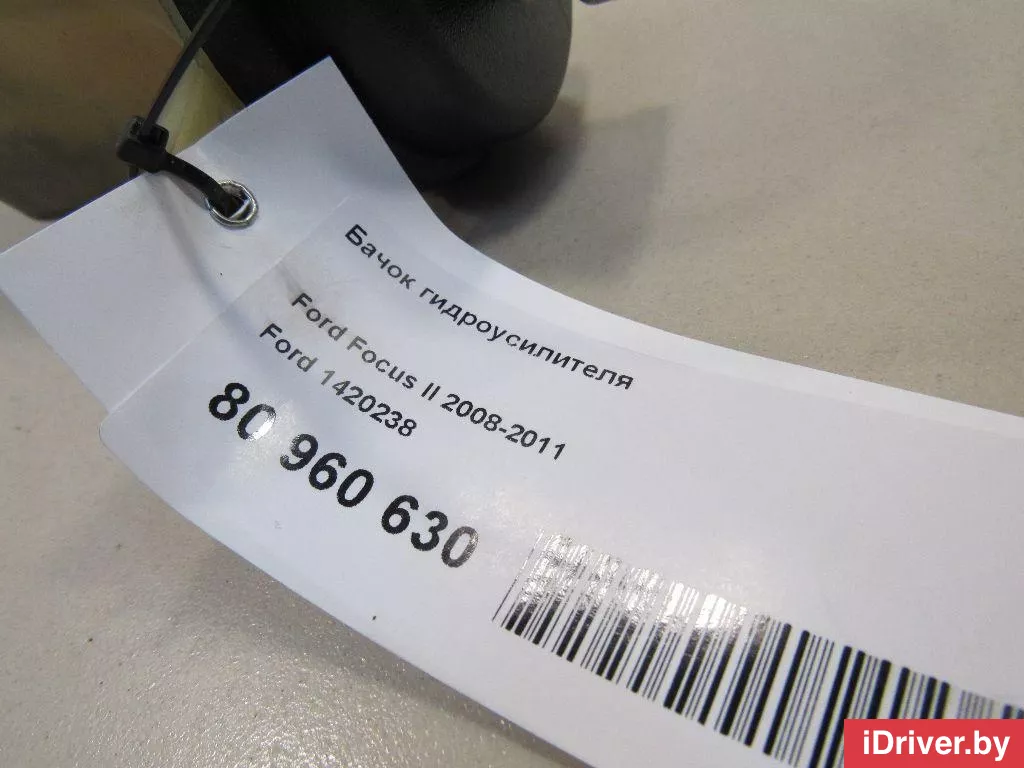 Бачок гидроусилителя
Ford Focus II 2008-2011
Ford 1420238
80 960 630
iDriver.by